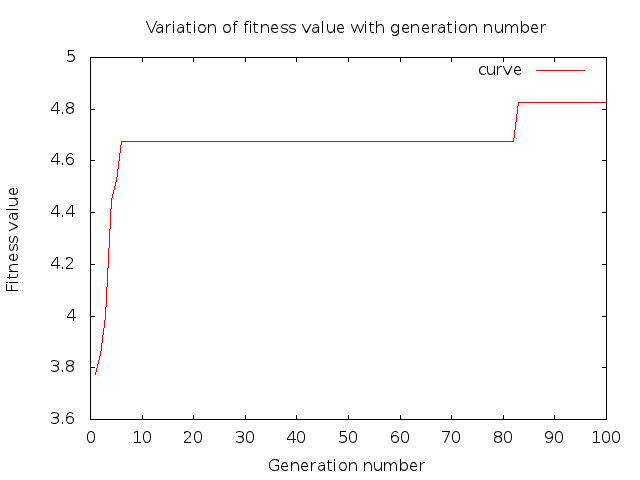 Variation of fitness value with generation number
curve
5
4.8
4.6
4.4
4.2
4
3.8
3.6
Fitness value
0 10 20 30 40 50 60 70 80 90 100
Generation number